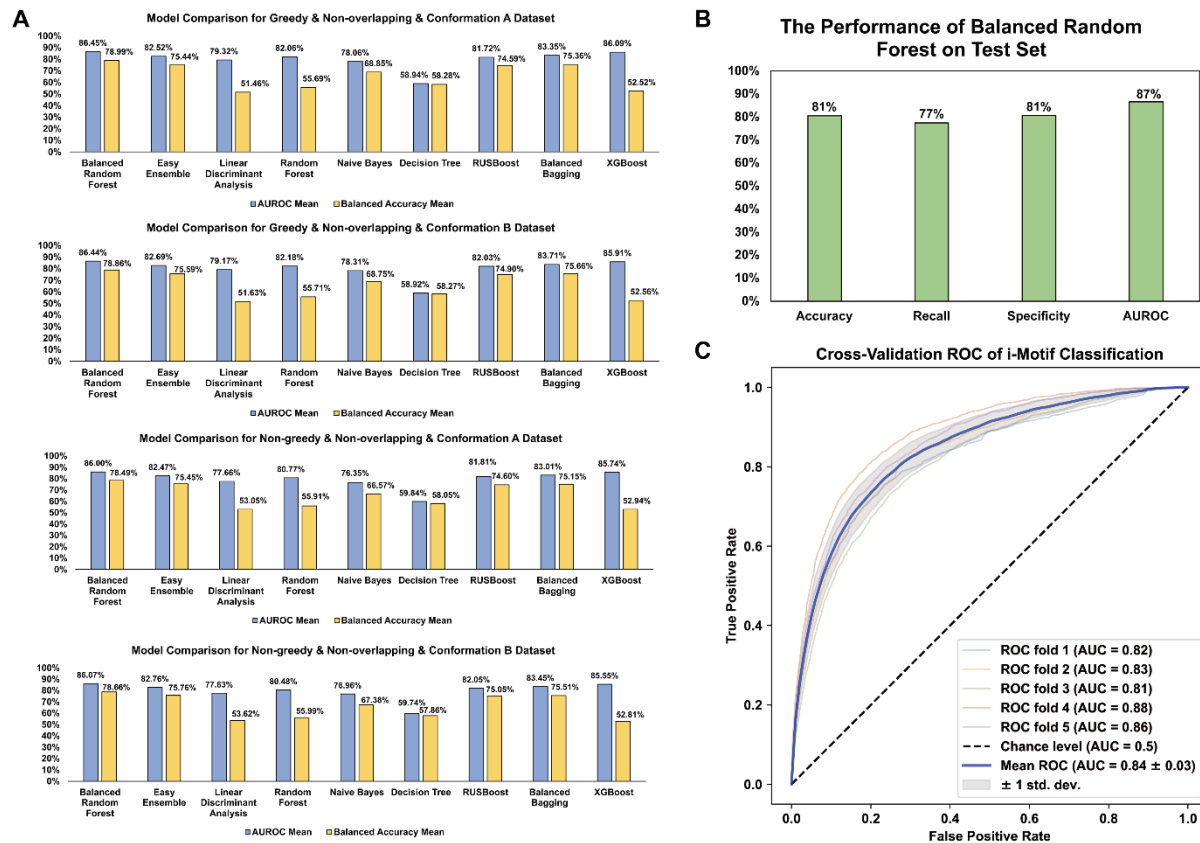 A
Model Comparison for Greedy & Non-overlapping & Conformation A Dataset
100%
90%
80%
70%
60%
50%
40%
30%
20%
10%
0%
86.45% 78.99% 82.52% 75.44% 79.32% 51.46% 82.06% 55.69% 78.06% 68.85% 58.94% 58.28% 81.72% 74.59% 83.35% 75.36% 86.09% 52.52%
Balanced Random Forest
Easy Ensemble
Linear Discriminant Analysis
Random Forest
Naive Bayes
Decision Tree
RUSBoost
Balanced Bagging
XGBoost
AUROC Mean Balanced Accuracy Mean
Model Comparison for Greedy & Non-overlapping & Conformation B Dataset
100%
90%
80%
70%
60%
50%
40%
30%
20%
10%
0%
86.44% 78.86% 82.69% 75.59% 79.17% 51.63% 82.18% 55.71% 78.31% 68.75% 58.92% 58.27% 82.03% 74.90% 83.71% 75.66% 85.91% 52.56%
Balanced Random Forest
Easy Ensemble
Linear Discriminant Analysis
Random Forest
Naive Bayes
Decision Tree
RUSBoost
Balanced Bagging
XGBoost
AUROC Mean Balanced Accuracy Mean
Model Comparison for Non-greedy & Non-overlapping & Conformation A Dataset
100%
90%
80%
70%
60%
50%
40%
30%
20%
10%
0%
86.00% 78.49% 82.47% 75.45% 77.66% 53.05% 80.77% 55.91% 76.35% 66.57% 59.84% 58.05% 81.81% 74.60% 83.01% 75.15% 85.74% 52.94%
Balanced Random Forest
Easy Ensemble
Linear Discriminant Analysis
Random Forest
Naive Bayes
Decision Tree
RUSBoost
Balanced Bagging
XGBoost
AUROC Mean Balanced Accuracy Mean
Model Comparison for Non-greedy & Non-overlapping & Conformation B Dataset
100%
90%
80%
70%
60%
50%
40%
30%
20%
10%
0%
86.07% 78.66% 82.76% 75.76% 77.63% 53.62% 80.48% 55.99% 76.96% 67.38% 59.74% 57.86% 82.05% 75.05% 83.45% 75.51% 85.55% 52.81%
Balanced Random Forest
Easy Ensemble
Linear Discriminant Analysis
Random Forest
Naive Bayes
Decision Tree
RUSBoost
Balanced Bagging
XGBoost
AUROC Mean Balanced Accuracy Mean
B
The Performance of Balanced Random
Forest on Test Set
100%
90%
80%
70%
60%
50%
40%
30%
20%
10%
0%
81% 77% 81% 87%
Accuracy Recall Specificity AUROC
C
Cross-Validation ROC of i-Motif Classification
True Positive Rate
1.0
0.8
0.6
0.4
0.2
0.0
ROC fold 1 (AUC = 0.82)
ROC fold 2 (AUC = 0.83)
ROC fold 3 (AUC = 0.81)
ROC fold 4 (AUC = 0.88)
ROC fold 5 (AUC = 0.86)
Chance level (AUC = 0.5)
Mean ROC (AUC = 0.84 ± 0.03)
± 1 std. dev.
0.0 0.2 0.4 0.6 0.8 1.0
False Positive Rate